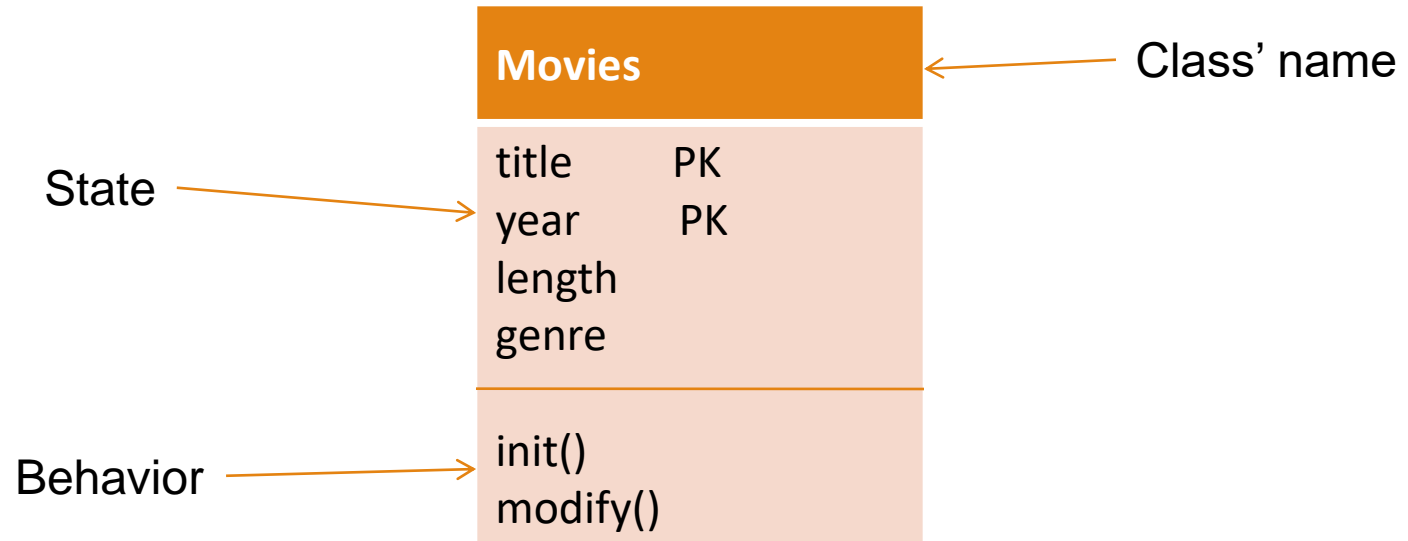 Movies
Class’ name
State
title PK
year PK
length
genre
Behavior
init()
modify()